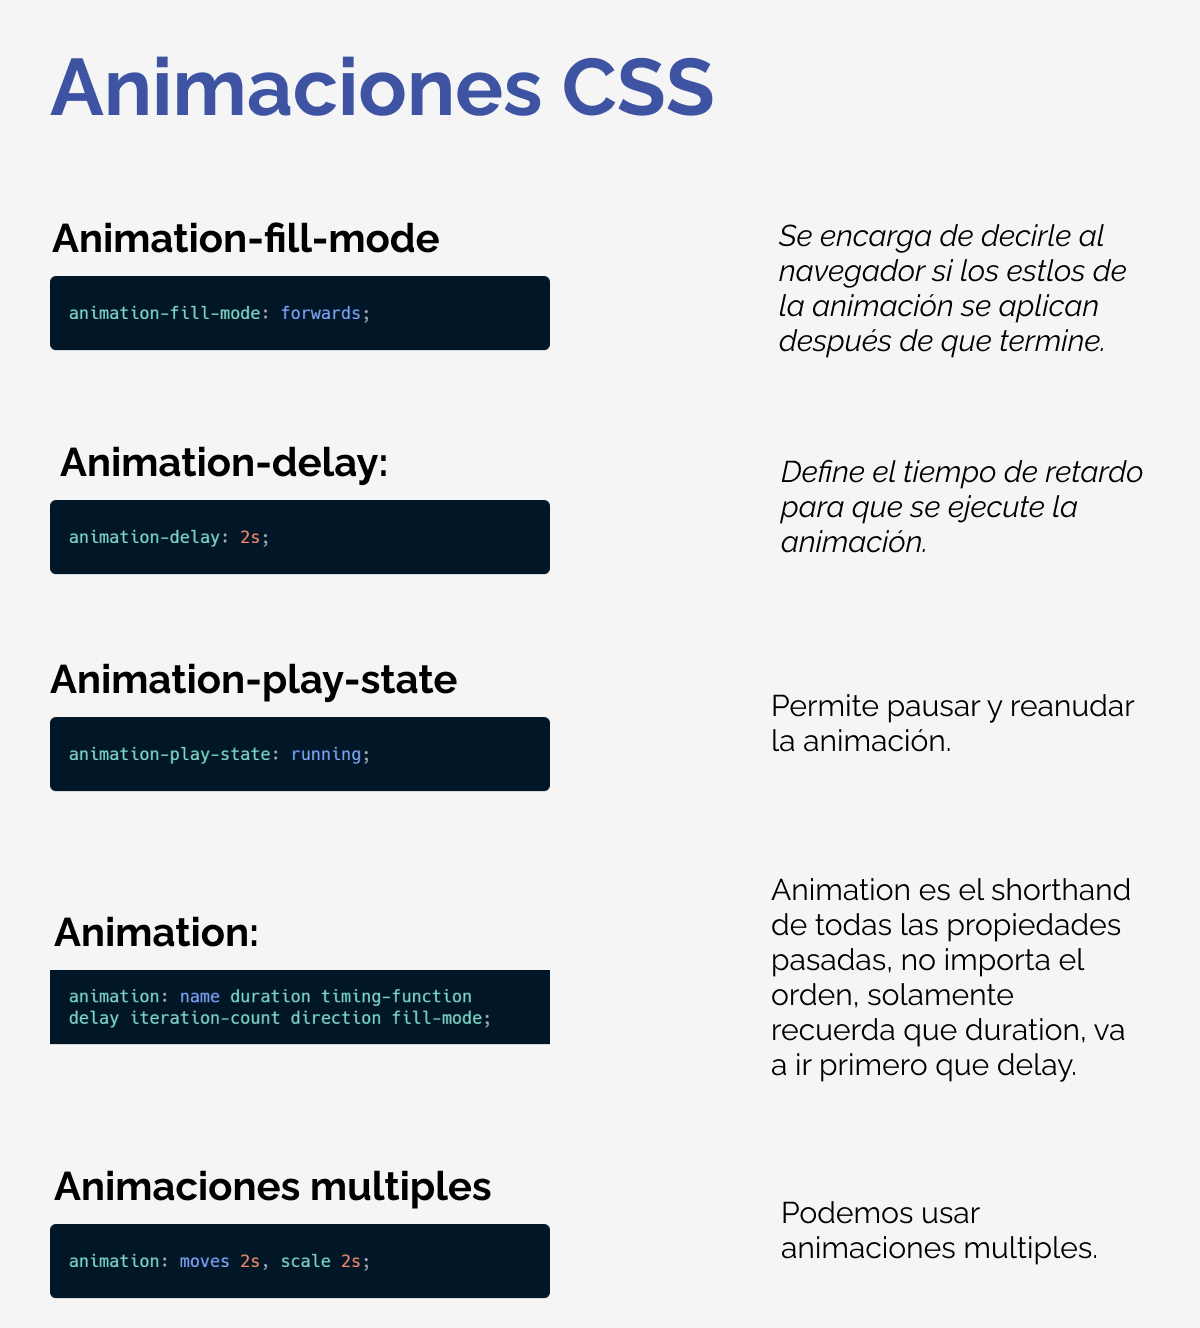 Animaciones CSS
Animation-fill-mode
animation-fill-mode: forwards;
Se encarga de decirle al
navegador si los estlos de
la animación se aplican
después de que termine.
Animation-delay:
animation-delay: 2s;
Define el tiempo de retardo
para que se ejecute la
animación.
Animation-play-state
animation-play-state: running;
Permite pausar y reanudar
la animación.
Animation:
animation: name duration timing-function
delay iteration-count direction fill-mode;
Animation es el shorthand
de todas las propiedades
pasadas, no importa el
orden, solamente
recuerda que duration, va
a ir primero que delay.
Animaciones multiples
animation: moves 2s, scale 2s;
Podemos usar
animaciones multiples.